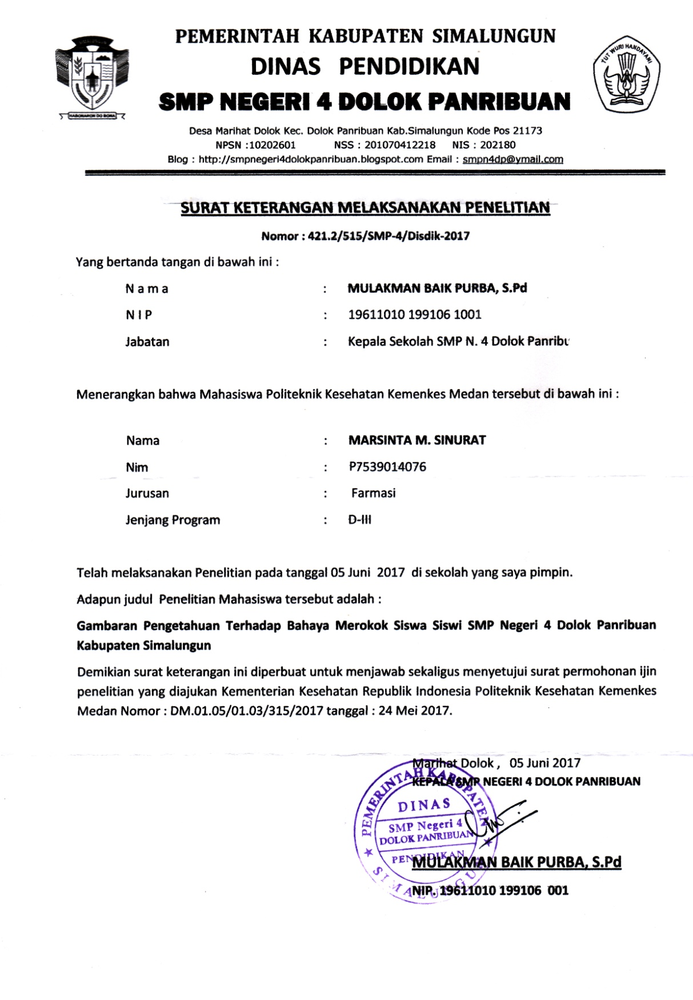 PEMERINTAH KABUPATEN SIMALUNGUN
DINAS PENDIDIKAN
SMP NEGERI 4 DOLOK PANRIBUAN
SIMALUNGUN
HABONARON DO BONA
TUT WURI HANDAYANI
Desa Marihat Dolok Kec. Dolok Panribuan Kab.Simalungun Kode Pos 21173
NPSN :10202601 NSS : 201070412218 NIS : 202180
Blog : http://smpnegeri4dolokpanribuan.blogspot.com Email : smpn4dp@ymail.com
SURAT KETERANGAN MELAKSANAKAN PENELITIAN
Nomor : 421.2/515/SMP-4/Disdik-2017
Yang bertanda tangan di bawah ini :
N a m a : MULAKMAN BAIK PURBA, S.Pd
N I P : 19611010 199106 1001
Jabatan : Kepala Sekolah SMP N. 4 Dolok Panribu
Menerangkan bahwa Mahasiswa Politeknik Kesehatan Kemenkes Medan tersebut di bawah ini :
Nama : MARSINTA M. SINURAT
Nim : P7539014076
Jurusan : Farmasi
Jenjang Program : D-III
Telah melaksanakan Penelitian pada tanggal 05 Juni 2017 di sekolah yang saya pimpin.
Adapun judul Penelitian Mahasiswa tersebut adalah :
Gambaran Pengetahuan Terhadap Bahaya Merokok Siswa Siswi SMP Negeri 4 Dolok Panribuan
Kabupaten Simalungun
Demikian surat keterangan ini diperbuat untuk menjawab sekaligus menyetujui surat permohonan ijin
penelitian yang diajukan Kementerian Kesehatan Republik Indonesia Politeknik Kesehatan Kemenkes
Medan Nomor : DM.01.05/01.03/315/2017 tanggal : 24 Mei 2017.
Marihat Dolok , 05 Juni 2017
KEPALA SMP NEGERI 4 DOLOK PANRIBUAN
PEMERINTAH KABUPATEN
DINAS
SMP Negeri 4
DOLOK PANRIBUAN
PENDIDIKAN
SIMALUNGUN
MULAKMAN BAIK PURBA, S.Pd
NIP. 19611010 199106 001